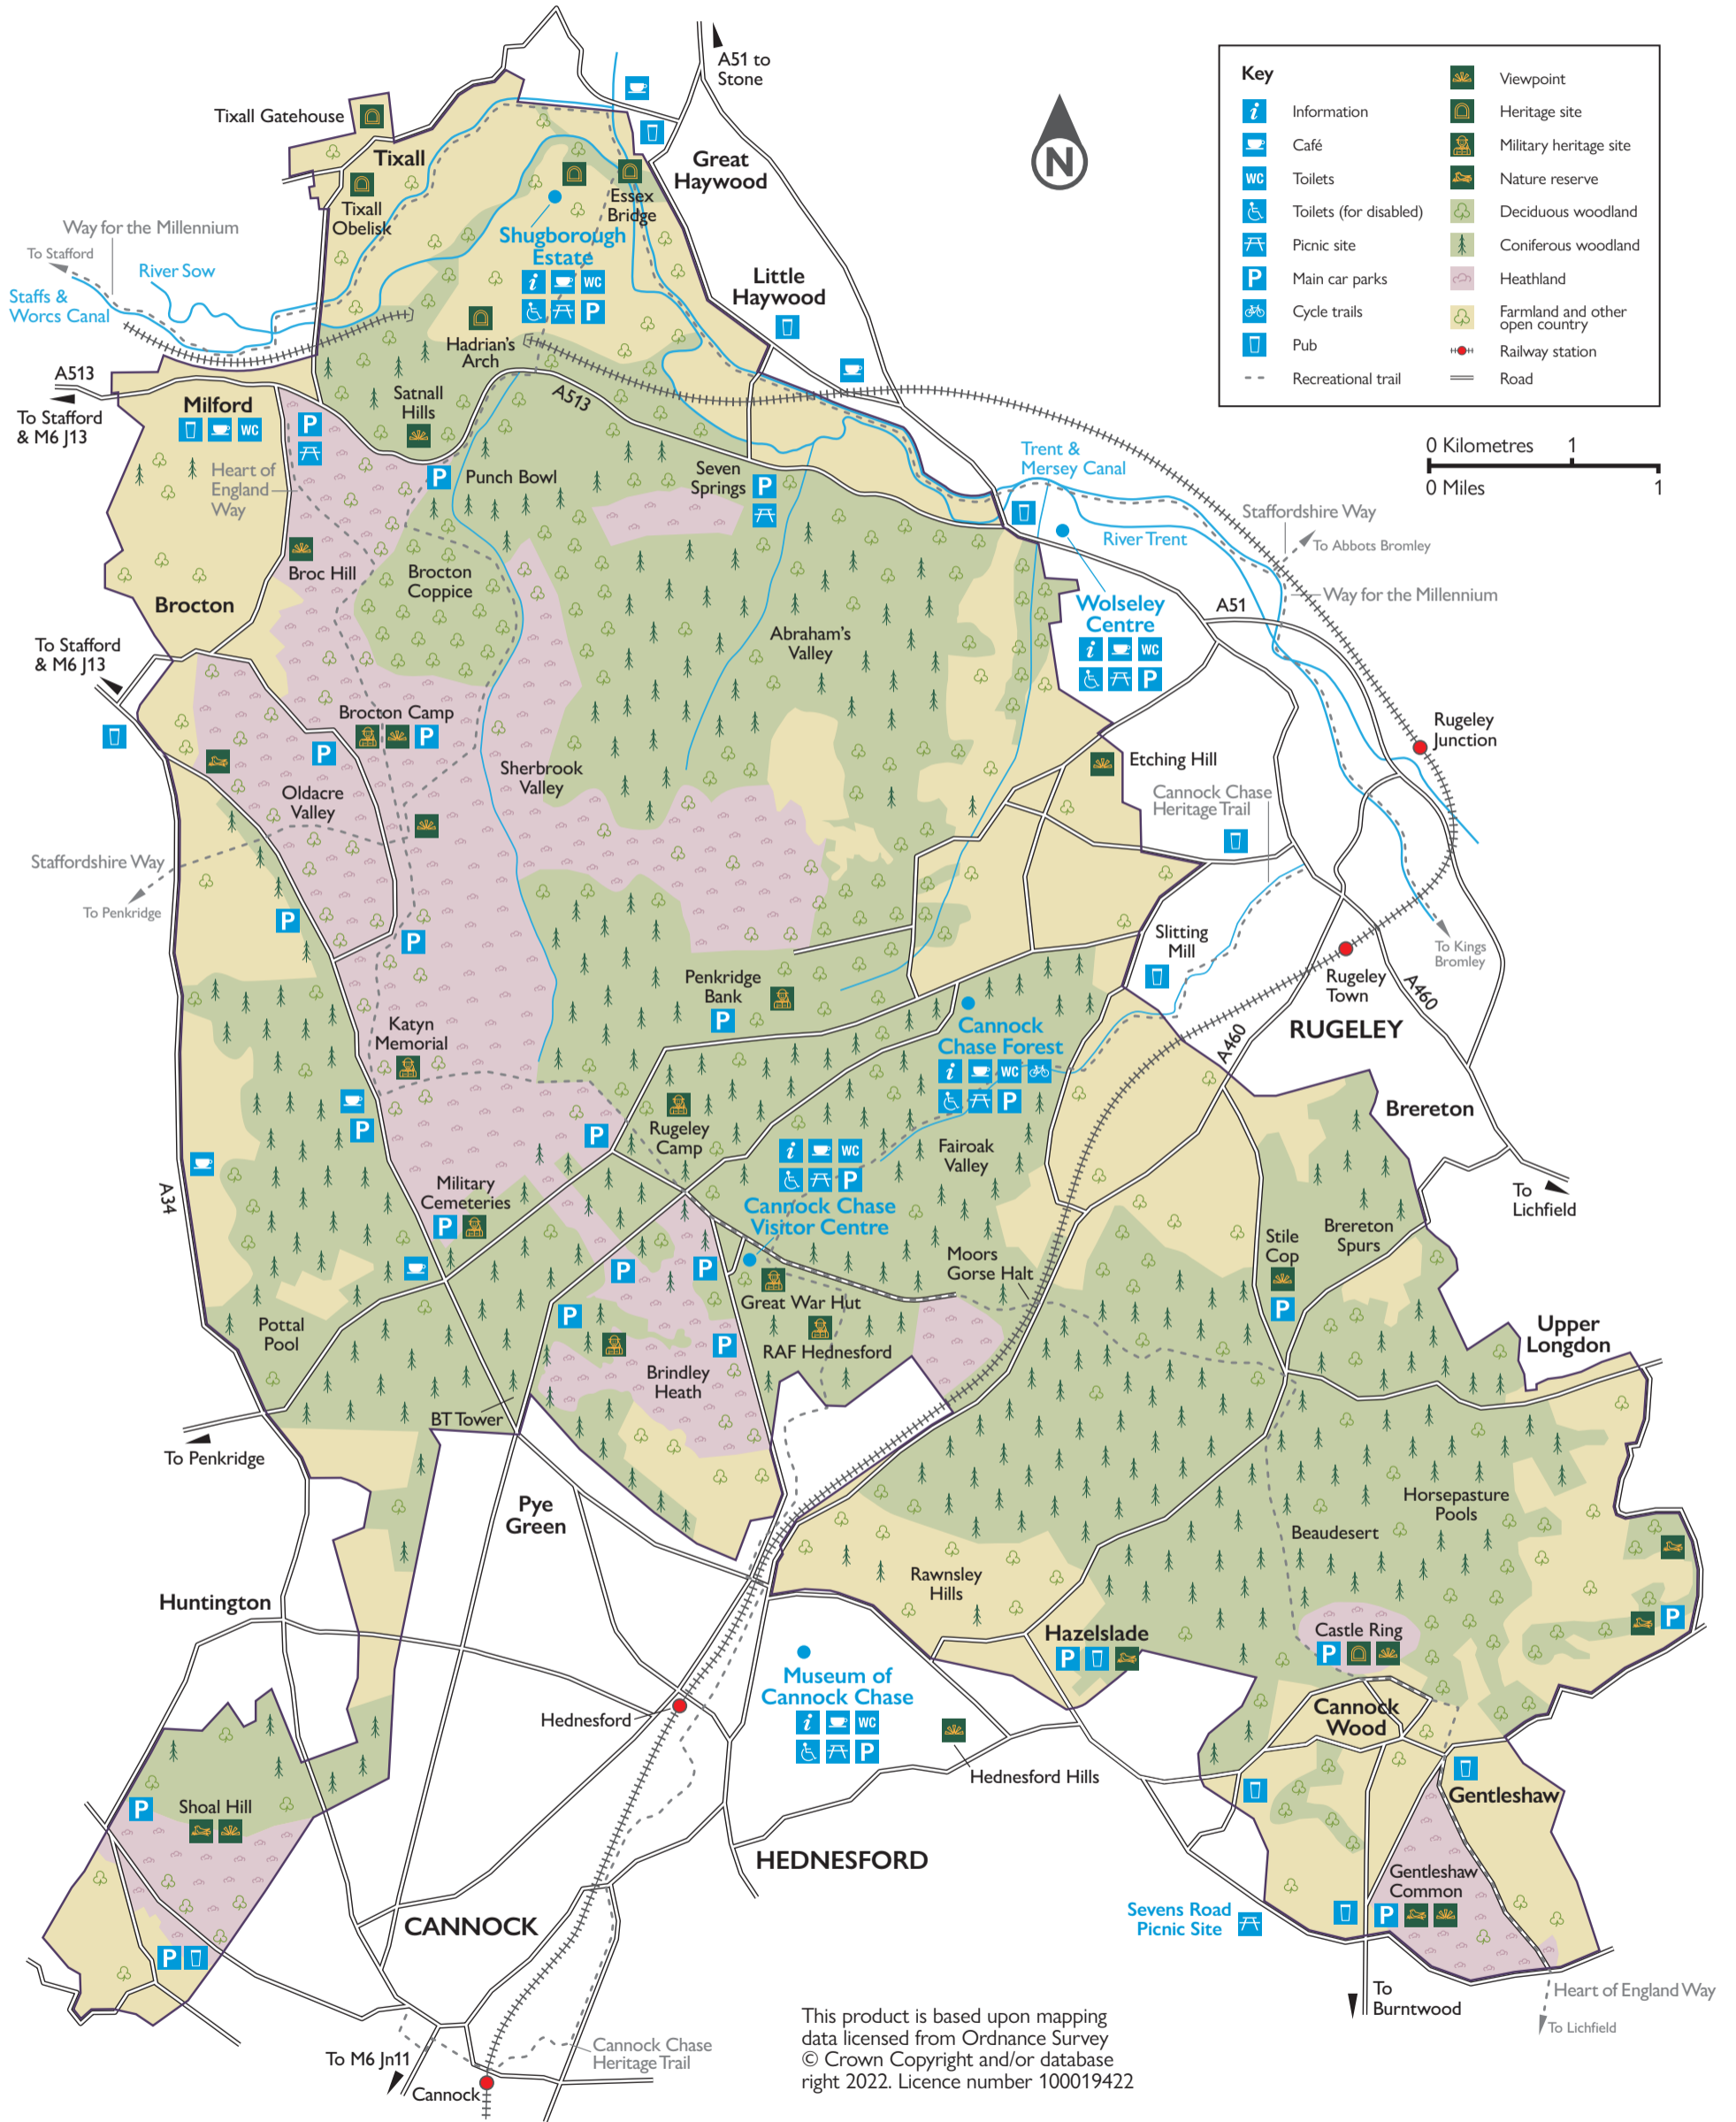 A51 to
Stone
Tixall Gatehouse
Tixall
Great
Haywood
Tixall
Obelisk
Essex
Bridge
Way for the Millennium
To Stafford
River Sow
Staffs &
Worcs Canal
Shugborough
Estate
i
WC
P
Little
Haywood
Hadrian's
Arch
N
Key
Information
Café
Toilets
Toilets (for disabled)
Picnic site
Main car parks
Cycle trails
Pub
Recreational trail
Viewpoint
Heritage site
Military heritage site
Nature reserve
Deciduous woodland
Coniferous woodland
Heathland
Farmland and other
open country
Railway station
Road
i
WC
P
0 Kilometres 1
0 Miles 1
A513
To Stafford
& M6 J13
Milford
WC
P
Satnall
Hills
A513
Heart of
England
Way
P
Punch Bowl
Seven
Springs
P
Trent &
Mersey Canal
River Trent
Staffordshire Way
To Abbots Bromley
Way for the Millennium
Broc Hill
Brocton
Coppice
Brocton
To Stafford
& M6 J13
Abraham's
Valley
Wolseley
Centre
i
WC
P
A51
Brocton Camp
P
P
Sherbrook
Valley
Oldacre
Valley
Etching Hill
Rugeley
Junction
Cannock Chase
Heritage Trail
Staffordshire Way
To Penkridge
P
P
Slitting
Mill
To Kings
Bromley
Rugeley
Town
A460
A460
RUGELEY
Penkridge
Bank
P
Katyn
Memorial
Cannock
Chase Forest
i
WC
P
P
P
Rugeley
Camp
Fairoak
Valley
Brereton
A34
Military
Cemeteries
P
i
WC
P
Cannock Chase
Visitor Centre
To
Lichfield
Brereton
Spurs
Stile
Cop
P
Moors
Gorse Halt
P
P
P
P
Great War Hut
RAF Hednesford
Brindley
Heath
Pottal
Pool
BT Tower
To Penkridge
Upper
Longdon
Pye
Green
Horsepasture
Pools
Beaudesert
Rawnsley
Hills
Huntington
Hazelslade
P
Castle Ring
P
P
Museum of
Cannock Chase
i
WC
P
Hednesford
Hednesford Hills
Cannock
Wood
Gentleshaw
Shoal Hill
P
HEDNESFORD
Gentleshaw
Common
P
Sevens Road
Picnic Site
CANNOCK
P
To
Burntwood
Heart of England Way
To Lichfield
Cannock Chase
Heritage Trail
To M6 Jn11
Cannock
This product is based upon mapping
data licensed from Ordnance Survey
© Crown Copyright and/or database
right 2022. Licence number 100019422